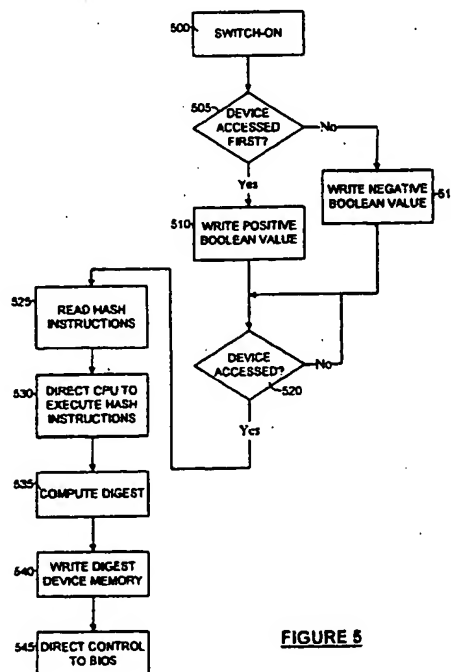 500
SWITCH-ON
505
DEVICE
ACCESSED
FIRST?
No
Yes
WRITE NEGATIVE
BOOLEAN VALUE
51
510
WRITE POSITIVE
BOOLEAN VALUE
525
READ HASH
INSTRUCTIONS
DEVICE
ACCESSED?
No
520
Yes
530
DIRECT CPU TO
EXECUTE HASH
INSTRUCTIONS
535
COMPUTE DIGEST
540
WRITE DIGEST
DEVICE MEMORY
545
DIRECT CONTROL
TO BIOS
FIGURE 5